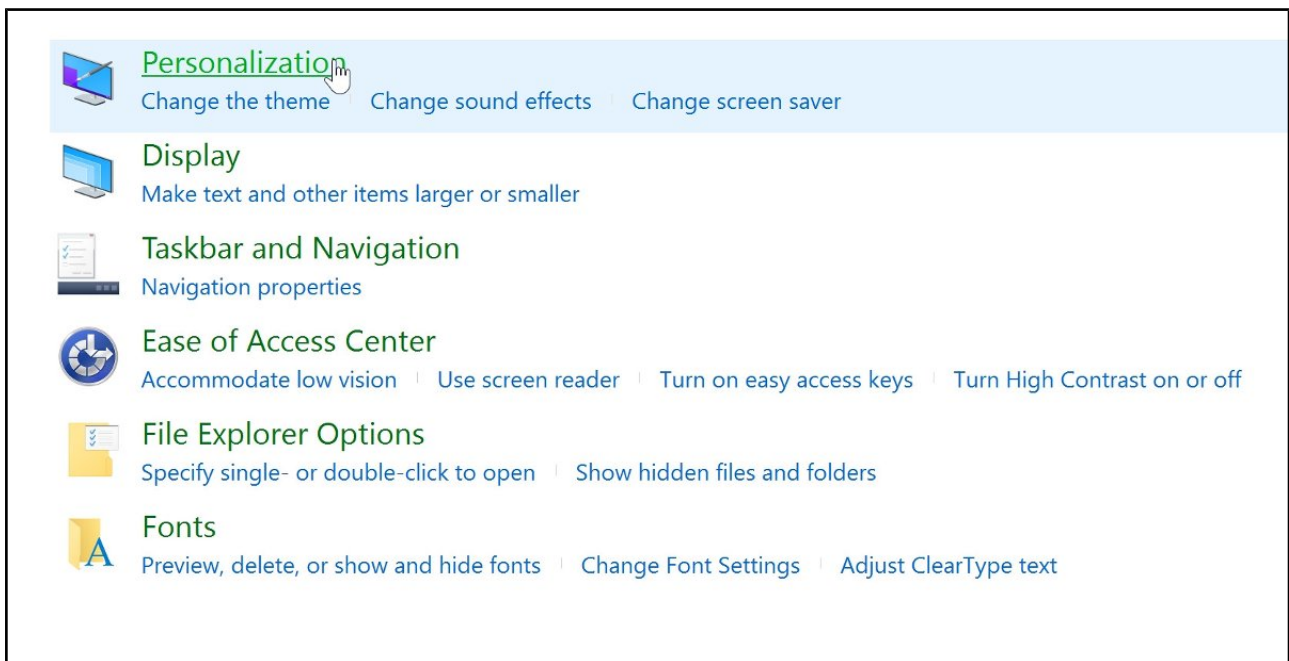 Personalization
Change the theme Change sound effects Change screen saver
Display
Make text and other items larger or smaller
Taskbar and Navigation
Navigation properties
Ease of Access Center
Accommodate low vision Use screen reader Turn on easy access keys Turn High Contrast on or off
File Explorer Options
Specify single- or double-click to open Show hidden files and folders
Fonts
Preview, delete, or show and hide fonts Change Font Settings Adjust ClearType text